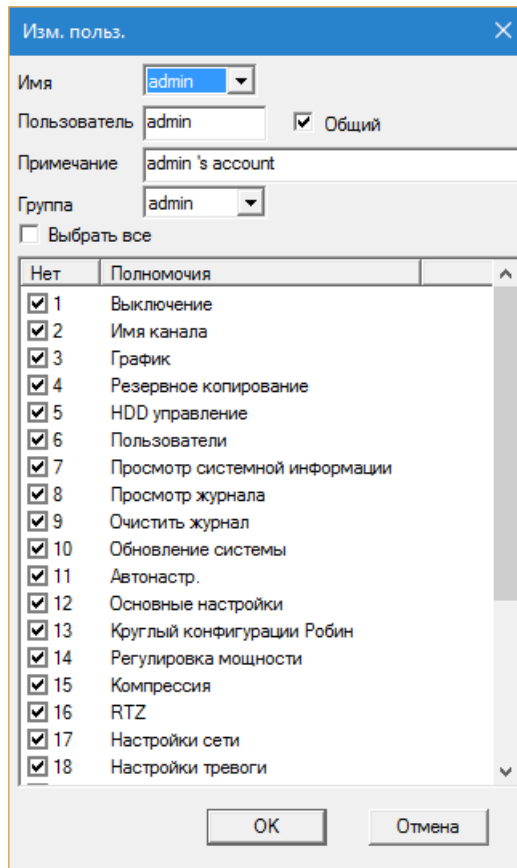 Изм. польз.
Имя admin
Пользователь admin Общий
Примечание admin 's account
Группа admin
Выбрать все
Нет Полномочия
1 Выключение
2 Имя канала
3 График
4 Резервное копирование
5 HDD управление
6 Пользователи
7 Просмотр системной информации
8 Просмотр журнала
9 Очистить журнал
10 Обновление системы
11 Автонастр.
12 Основные настройки
13 Круглый конфигурации Робин
14 Регулировка мощности
15 Компрессия
16 RTZ
17 Настройки сети
18 Настройки тревоги
OK Отмена